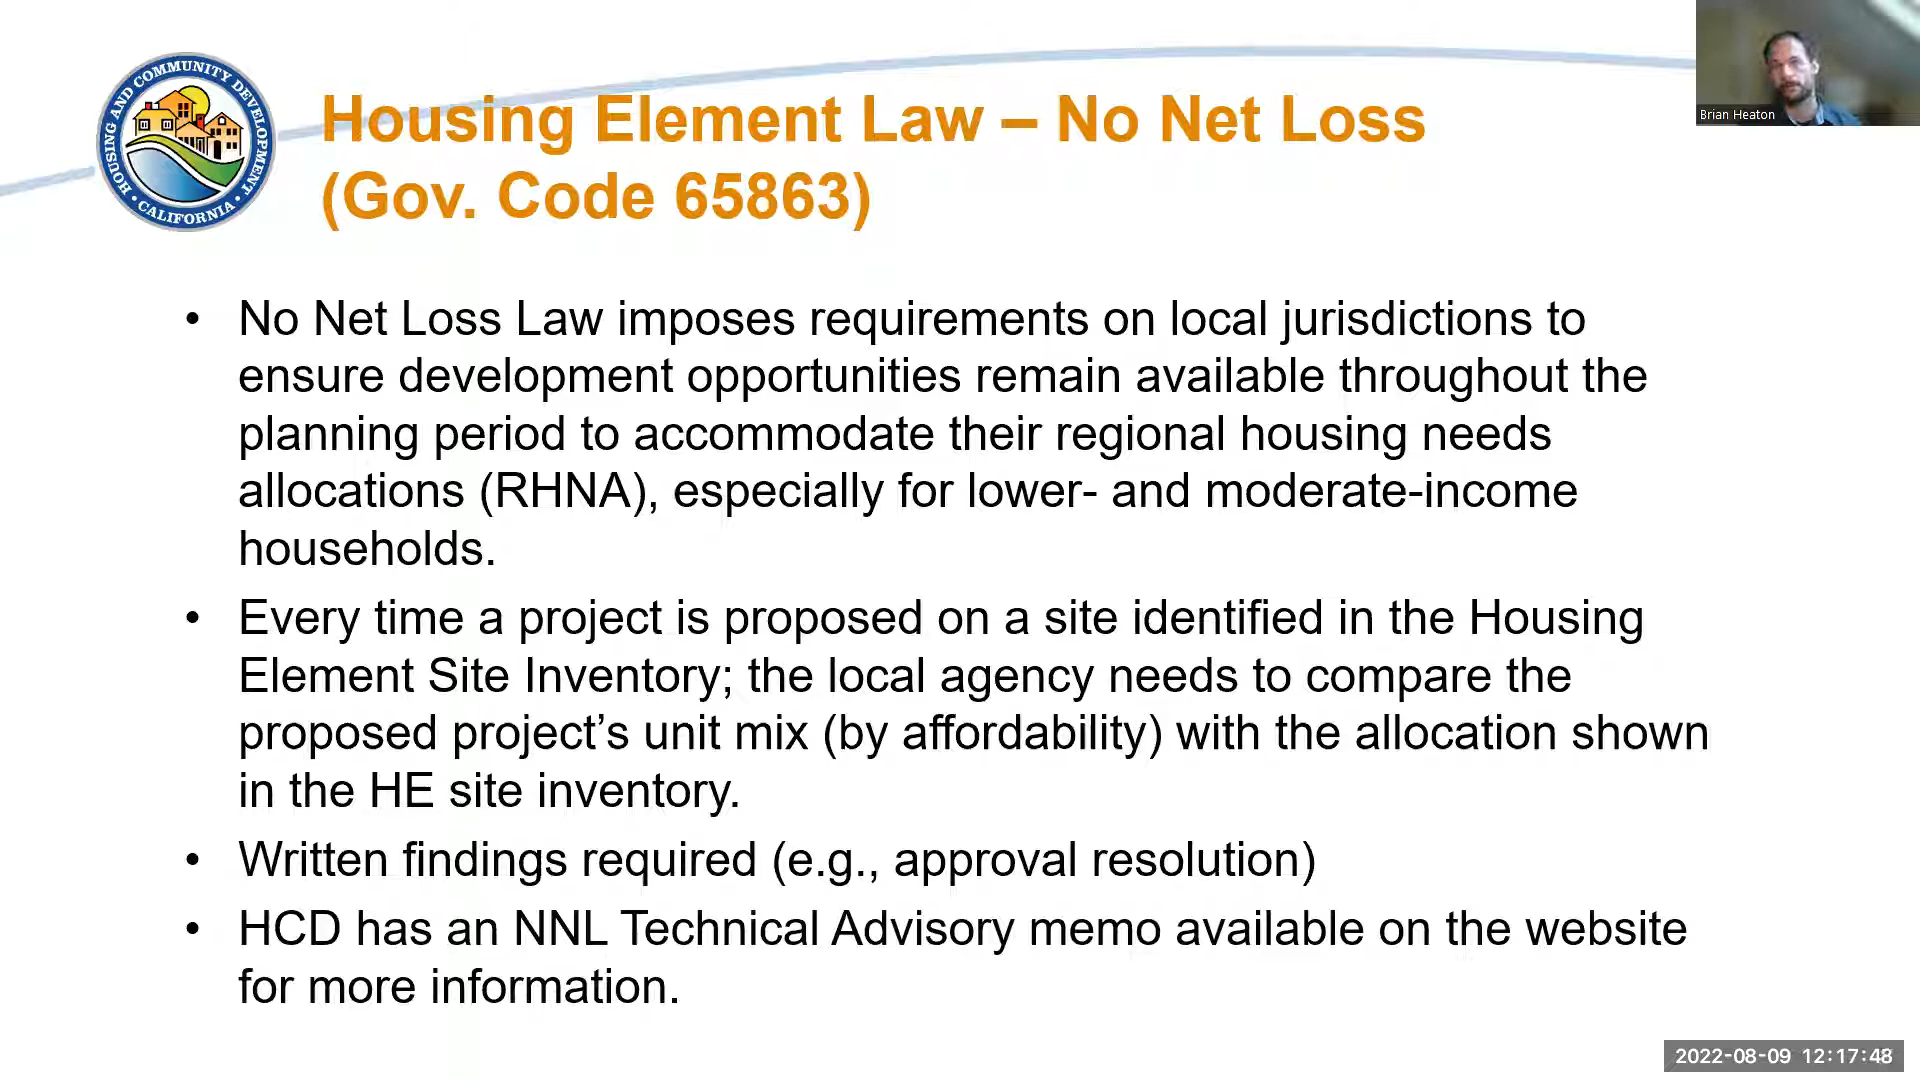 HOUSING AND COMMUNITY DEVELOPMENT
• CALIFORNIA •
Housing Element Law – No Net Loss
(Gov. Code 65863)
Brian Heaton
• No Net Loss Law imposes requirements on local jurisdictions to
ensure development opportunities remain available throughout the
planning period to accommodate their regional housing needs
allocations (RHNA), especially for lower- and moderate-income
households.
• Every time a project is proposed on a site identified in the Housing
Element Site Inventory; the local agency needs to compare the
proposed project’s unit mix (by affordability) with the allocation shown
in the HE site inventory.
• Written findings required (e.g., approval resolution)
• HCD has an NNL Technical Advisory memo available on the website
for more information.
2022-08-09 12:17:48